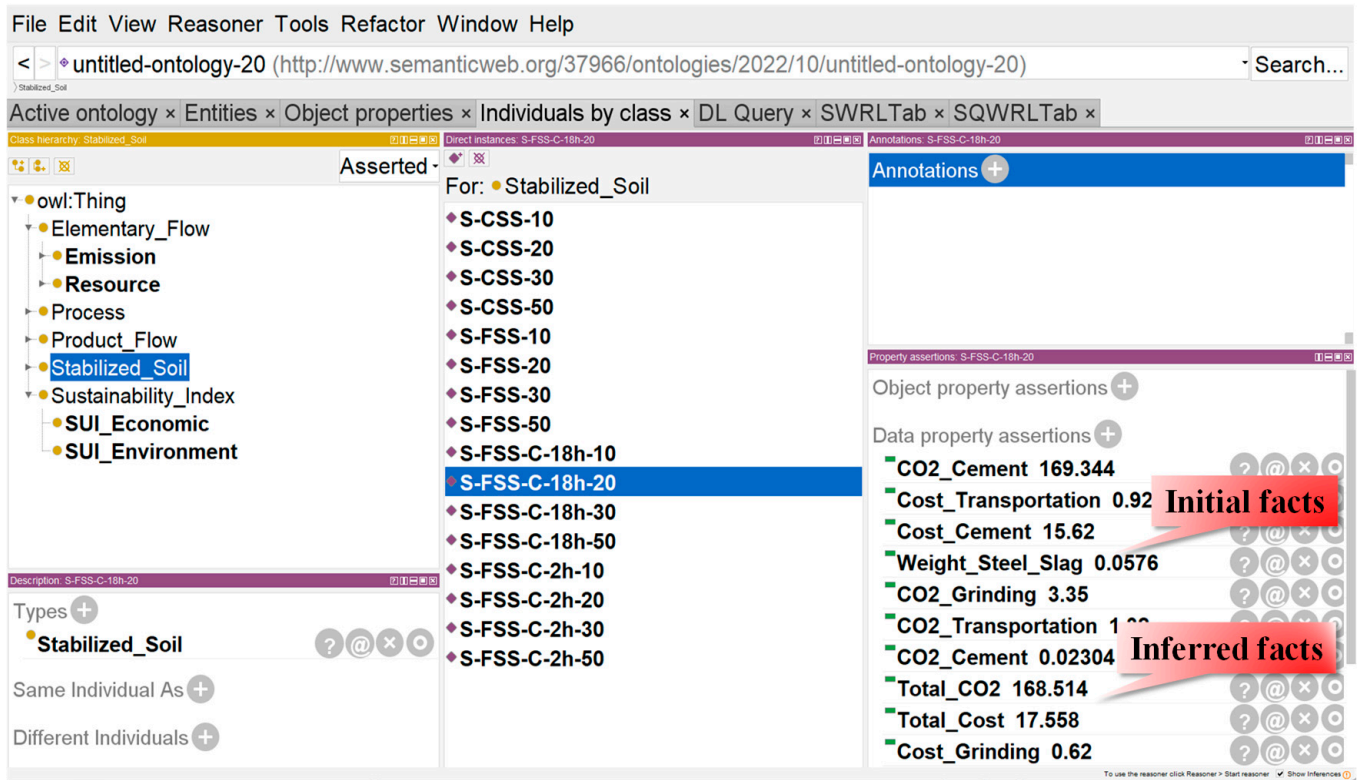 File Edit View Reasoner Tools Refactor Window Help
< > untitled-ontology-20 (http://www.semanticweb.org/37966/ontologies/2022/10/untitled-ontology-20) Search...
Stabilized_Soil
Active ontology × Entities × Object properties × Individuals by class × DL Query × SWRLTab × SQWRLTab ×
Class hierarchy: Stabilized_Soil
Asserted
owl:Thing
Elementary_Flow
Emission
Resource
Process
Product_Flow
Stabilized_Soil
Sustainability_Index
SUI_Economic
SUI_Environment
Description: S-FSS-C-18h-20
Types
Stabilized_Soil
Same Individual As
Different Individuals
Direct instances: S-FSS-C-18h-20
For: Stabilized_Soil
S-CSS-10
S-CSS-20
S-CSS-30
S-CSS-50
S-FSS-10
S-FSS-20
S-FSS-30
S-FSS-50
S-FSS-C-18h-10
S-FSS-C-18h-20
S-FSS-C-18h-30
S-FSS-C-18h-50
S-FSS-C-2h-10
S-FSS-C-2h-20
S-FSS-C-2h-30
S-FSS-C-2h-50
Annotations: S-FSS-C-18h-20
Annotations
Property assertions: S-FSS-C-18h-20
Object property assertions
Data property assertions
CO2_Cement 169.344
Cost_Transportation 0.92
Initial facts
Cost_Cement 15.62
Weight_Steel_Slag 0.0576
CO2_Grinding 3.35
CO2_Transportation
Inferred facts
CO2_Cement 0.02304
Total_CO2 168.514
Total_Cost 17.558
Cost_Grinding 0.62
To use the reasoner click Reasoner > Start reasoner Show Inferences